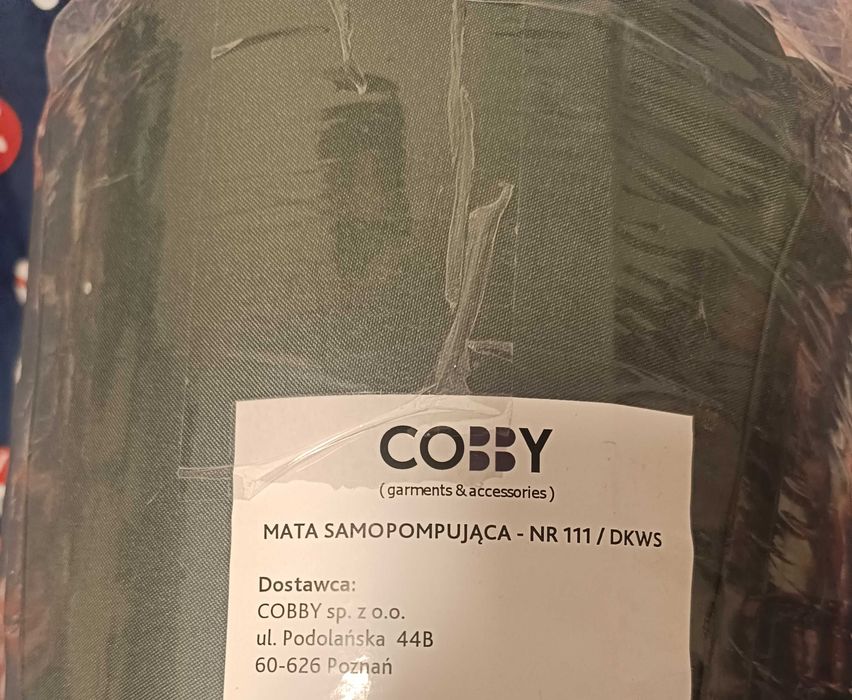 COBBY
( garments & accessories )
MATA SAMOPOMPUJĄCA - NR 111 / DKWS
Dostawca:
COBBY sp. z o.o.
ul. Podolańska 44B
60-626 Poznań